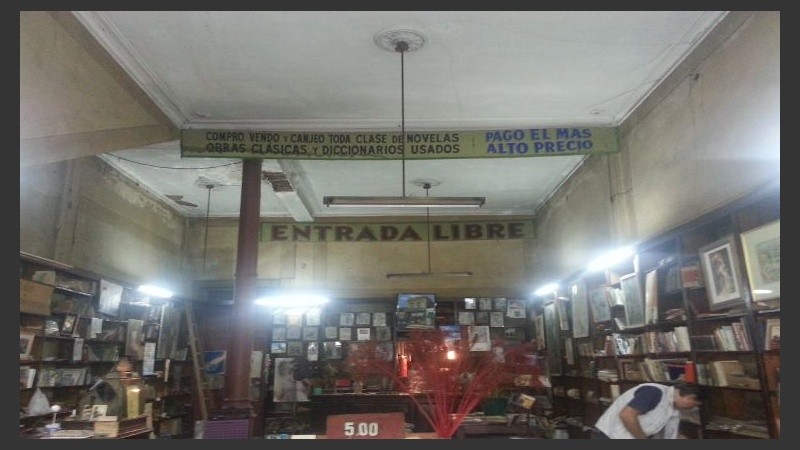 COMPRO VENDO Y CANJEO TODA CLASE DE NOVELAS
OBRAS CLASICAS, Y DICCIONARIOS USADOS
PAGO EL MAS
ALTO PRECIO
ENTRADA LIBRE
5.00